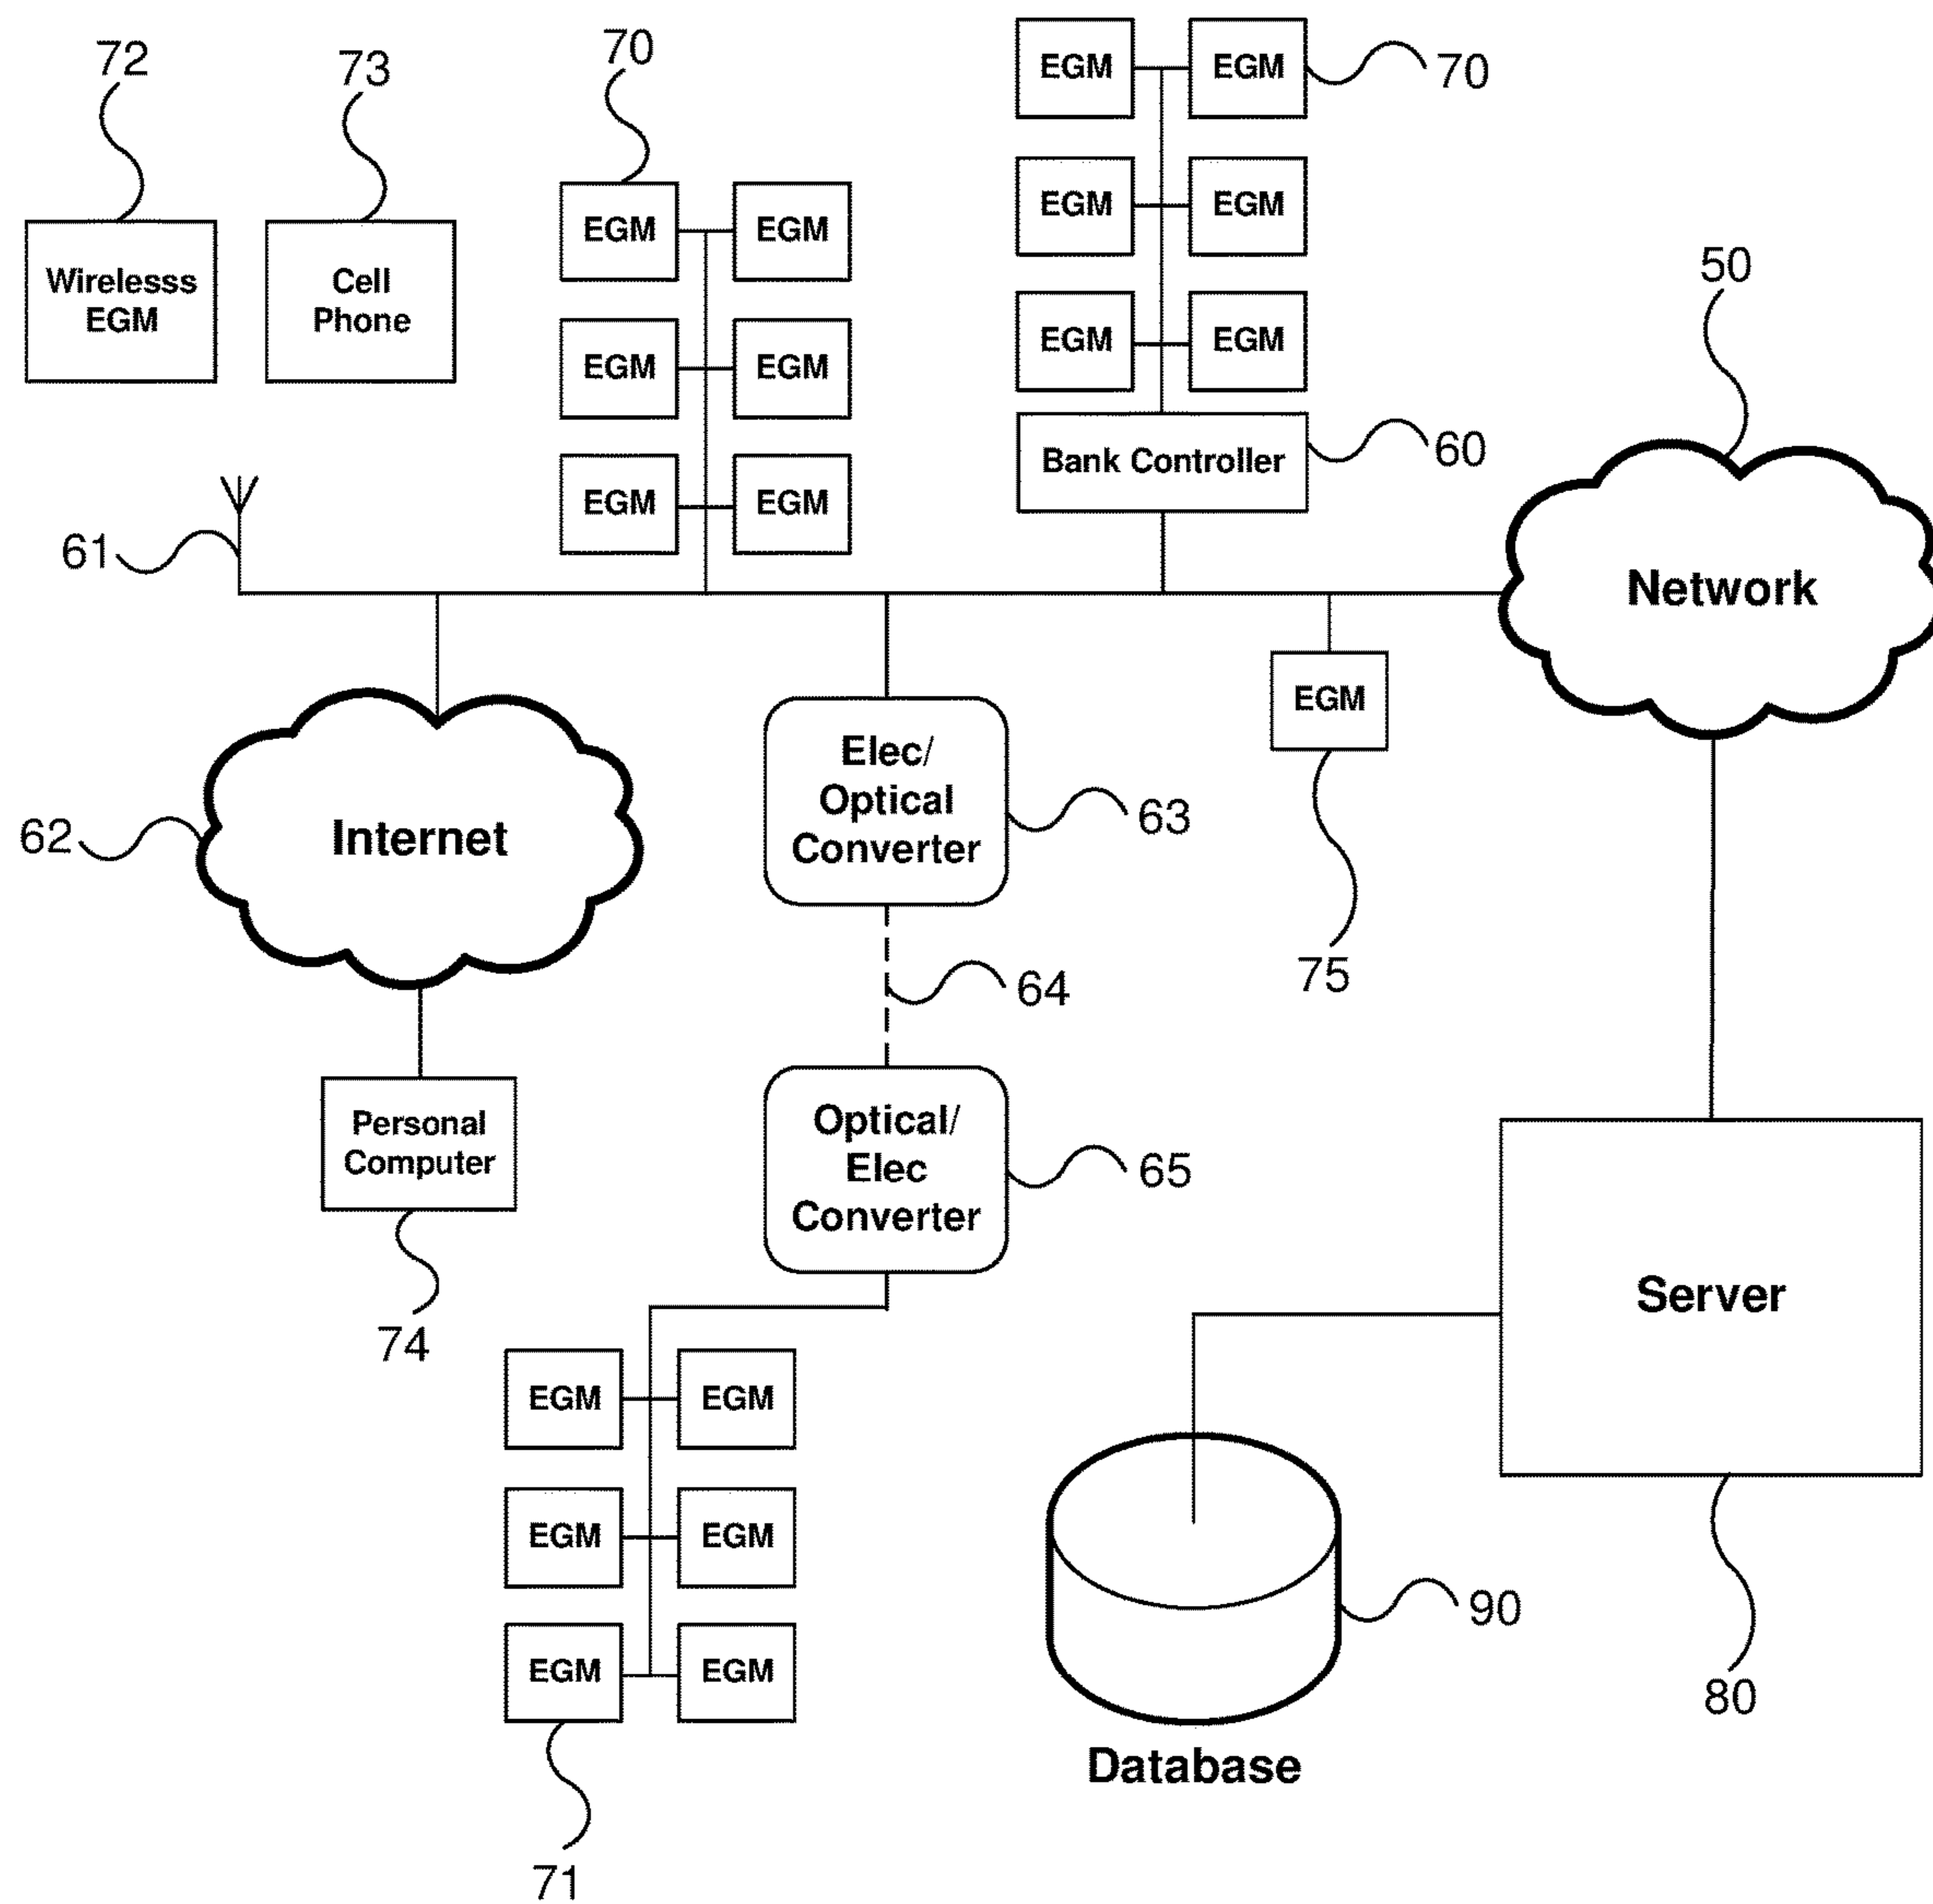 72
73
70
EGM
EGM
70
Wirelesss
EGM
Cell
Phone
EGM
EGM
EGM
EGM
50
EGM
EGM
EGM
EGM
EGM
EGM
Bank Controller
60
61
Network
EGM
Elec/
Optical
Converter
63
62
Internet
64
75
Personal
Computer
Optical/
Elec
Converter
65
74
Server
EGM
EGM
EGM
EGM
90
EGM
EGM
80
Database
71